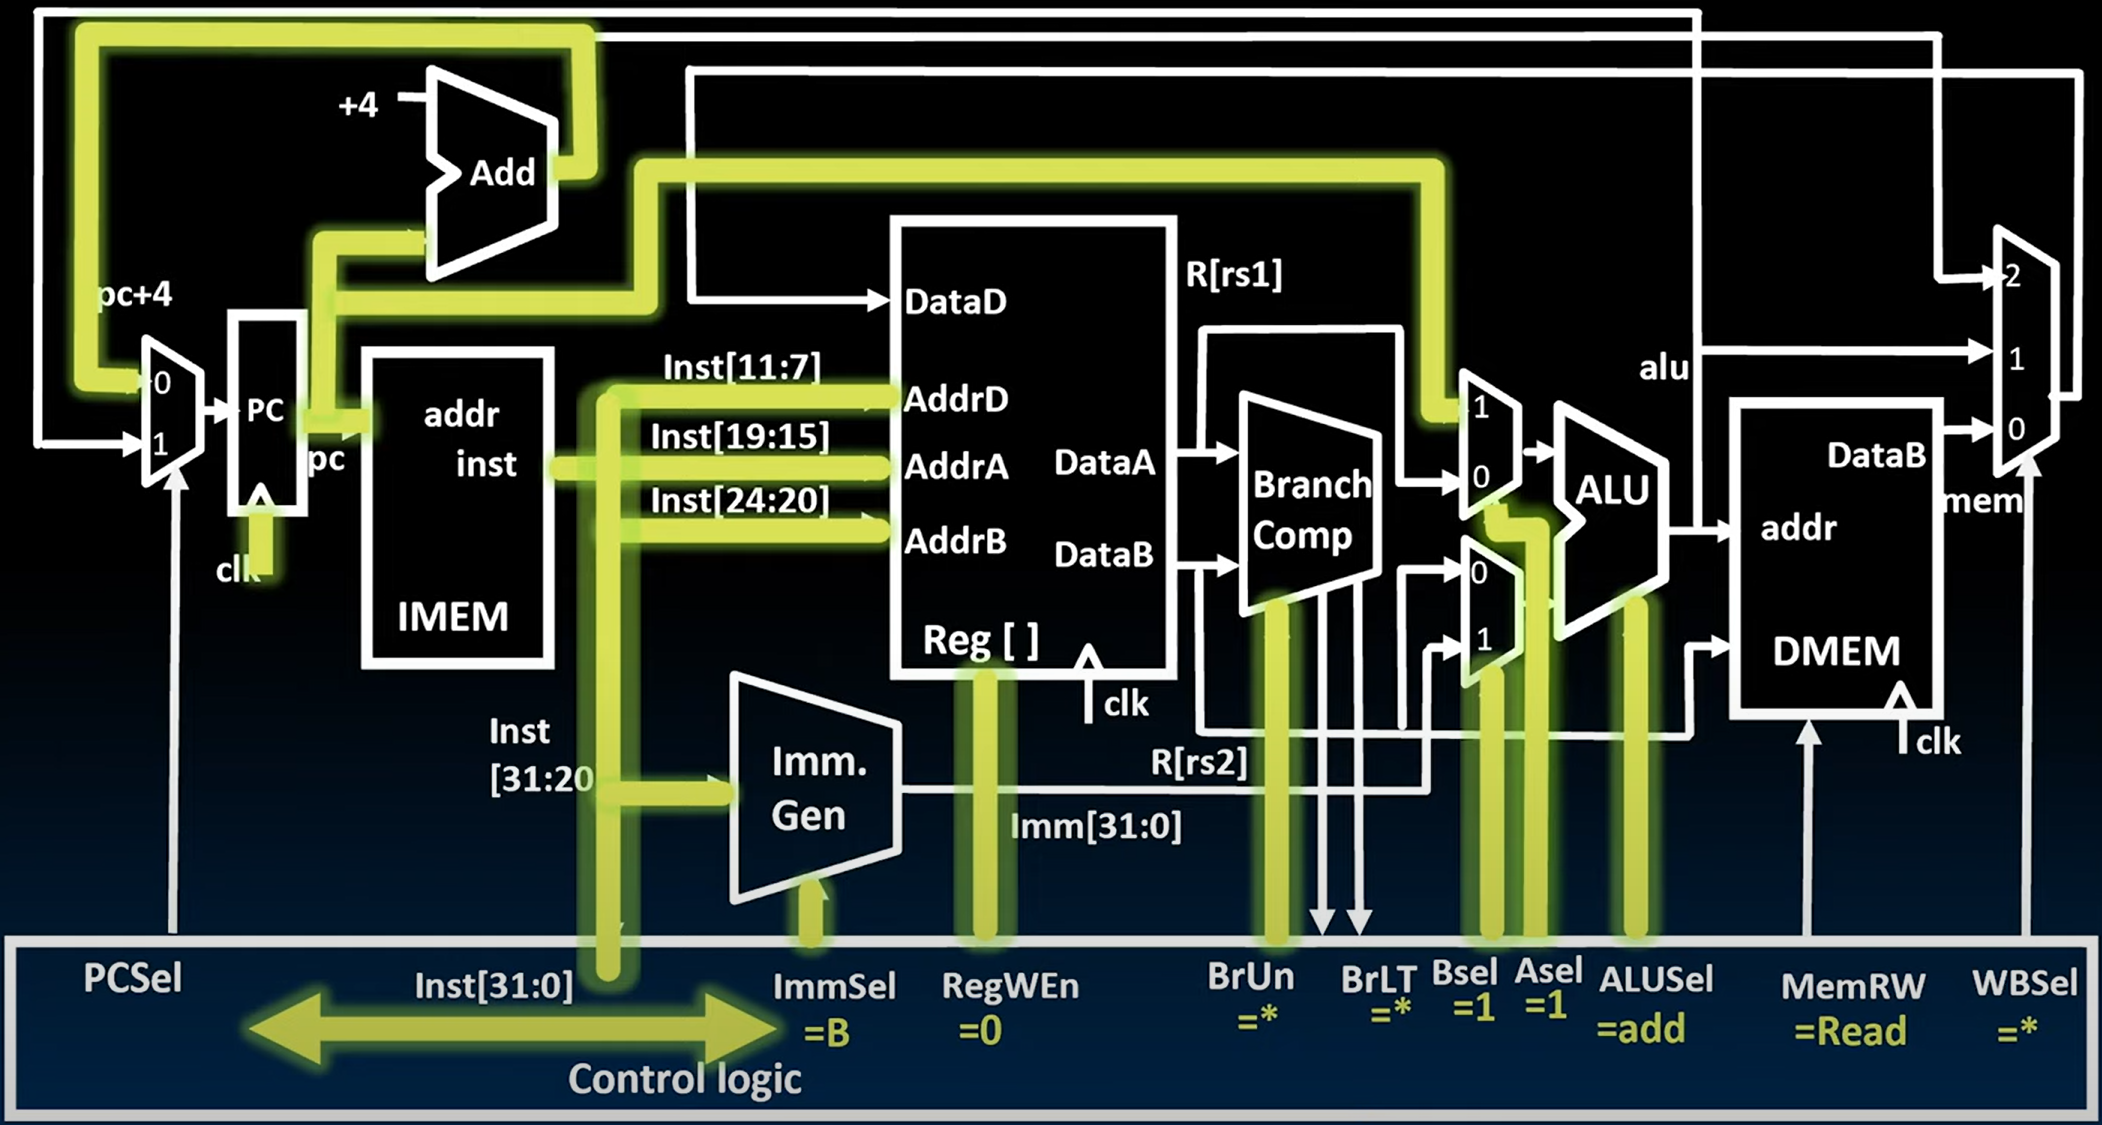 +4
Add
pc+4
0
1
PC
clk
pc
addr
inst
IMEM
Inst[11:7]
Inst[19:15]
Inst[24:20]
DataD
AddrD
AddrA
AddrB
DataA
DataB
Reg [ ]
clk
R[rs1]
Branch
Comp
1
0
0
1
ALU
alu
addr
DataB
DMEM
clk
mem
2
1
0
Inst
[31:20
Imm.
Gen
R[rs2]
Imm[31:0]
PCSel
Inst[31:0]
ImmSel
=B
RegWEn
=0
BrUn
=*
BrLT
=*
Bsel
=1
Asel
=1
ALUSel
=add
MemRW
=Read
WBSel
=*
Control logic